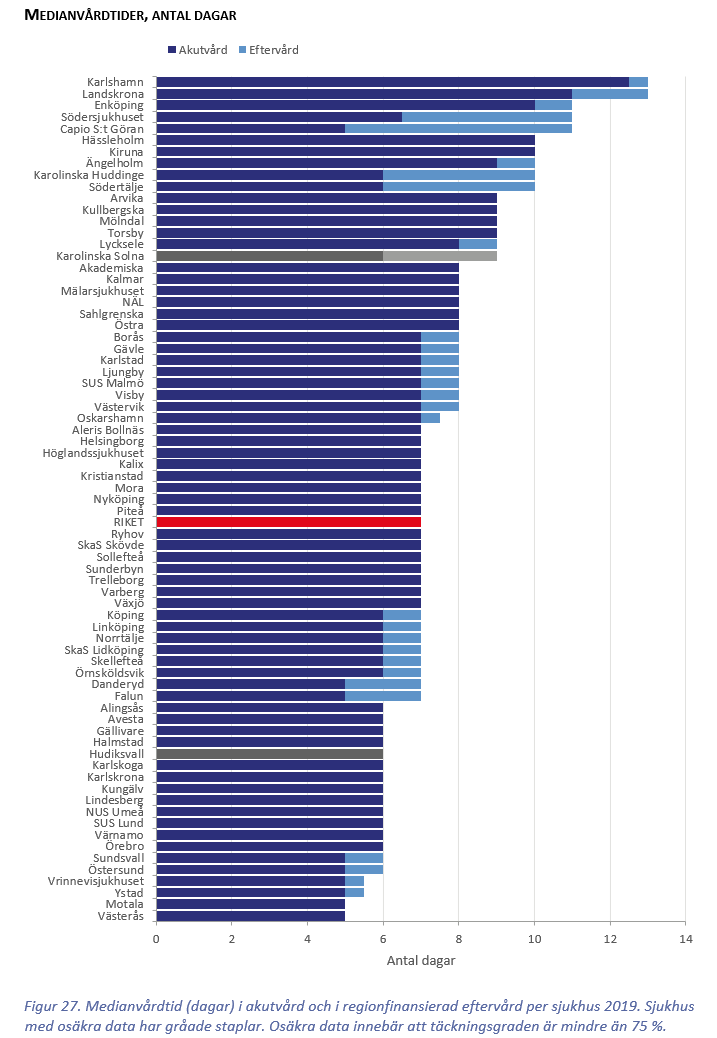 MEDIANVÅRDTIDER, ANTAL DAGAR
Akutvård Eftervård
Karlshamn
Landskrona
Enköping
Södersjukhuset
Capio S:t Göran
Hässleholm
Kiruna
Ängelholm
Karolinska Huddinge
Södertälje
Arvika
Kullbergska
Mölndal
Torsby
Lycksele
Karolinska Solna
Akademiska
Kalmar
Mälarsjukhuset
NÄL
Sahlgrenska
Östra
Borås
Gävle
Karlstad
Ljungby
SUS Malmö
Visby
Västervik
Oskarshamn
Aleris Bollnäs
Helsingborg
Höglandssjukhuset
Kalix
Kristianstad
Mora
Nyköping
Piteå
RIKET
Ryhov
SkaS Skövde
Sollefteå
Sunderbyn
Trelleborg
Varberg
Växjö
Köping
Linköping
Norrtälje
SkaS Lidköping
Skellefteå
Örnsköldsvik
Danderyd
Falun
Alingsås
Avesta
Gällivare
Halmstad
Hudiksvall
Karlskoga
Karlskrona
Kungälv
Lindesberg
NUS Umeå
SUS Lund
Värnamo
Örebro
Sundsvall
Östersund
Vrinnevisjukhuset
Ystad
Motala
Västerås
0 2 4 6 8 10 12 14
Antal dagar
Figur 27. Medianvårdtid (dagar) i akutvård och i regionfinansierad eftervård per sjukhus 2019. Sjukhus
med osäkra data har gråade staplar. Osäkra data innebär att täckningsgraden är mindre än 75 %.